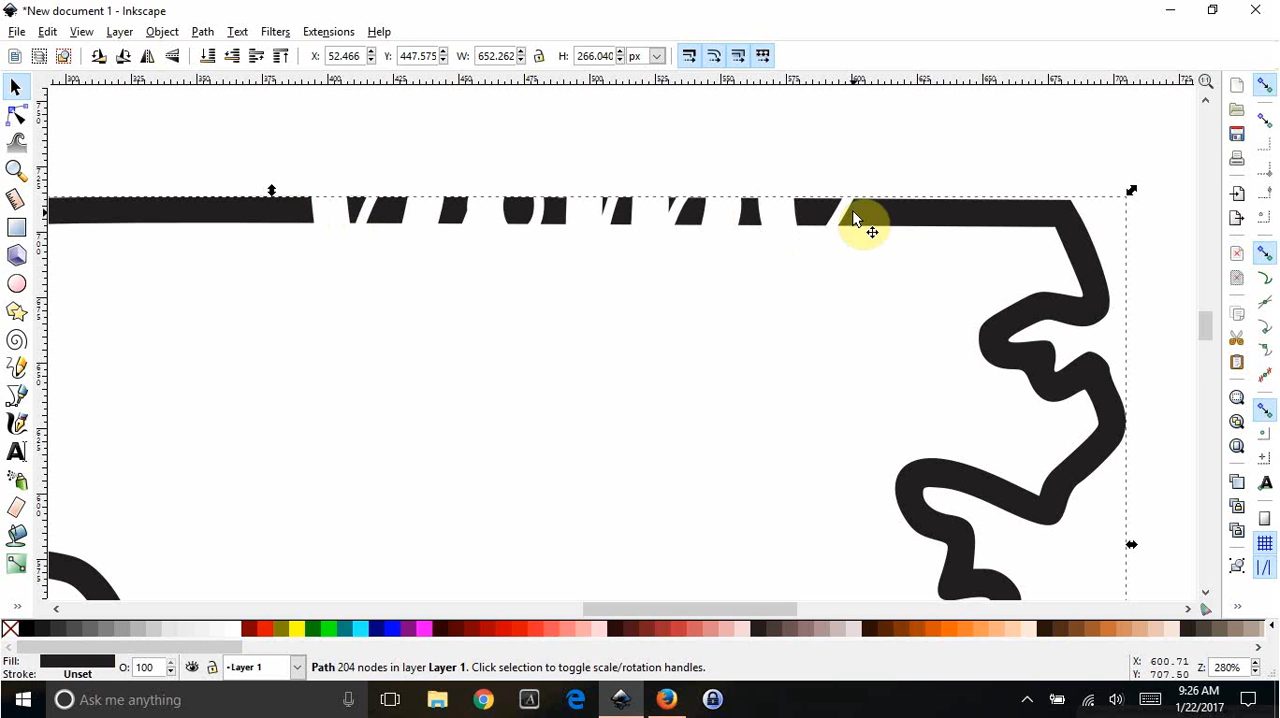 *New document 1 - Inkscape
File Edit View Layer Object Path Text Filters Extensions Help
X: 52.466 Y: 447.575 W: 652.262 H: 266.040 px
Fill:
Stroke: Unset O: 100 -Layer 1 Path 204 nodes in layer Layer 1. Click selection to toggle scale/rotation handles.
X: 600.71
Y: 707.50
Z: 280%
Ask me anything
9:26 AM
1/22/2017